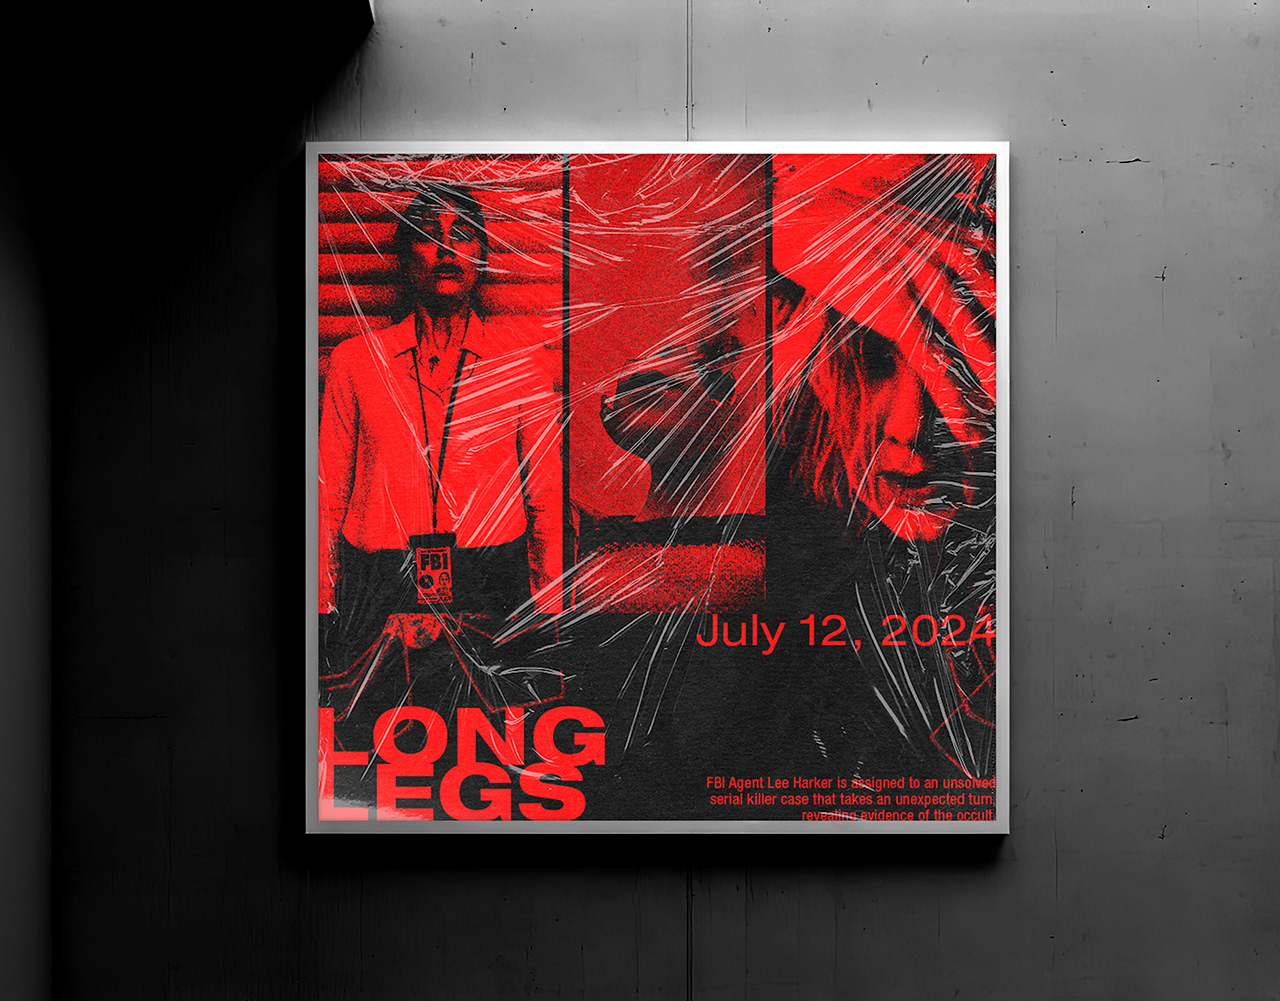 FBI
July 12, 2024
LONG
LEGS
FBI Agent Lee Harker is assigned to an unsolved
serial killer case that takes an unexpected turn,
revealing evidence of the occult.